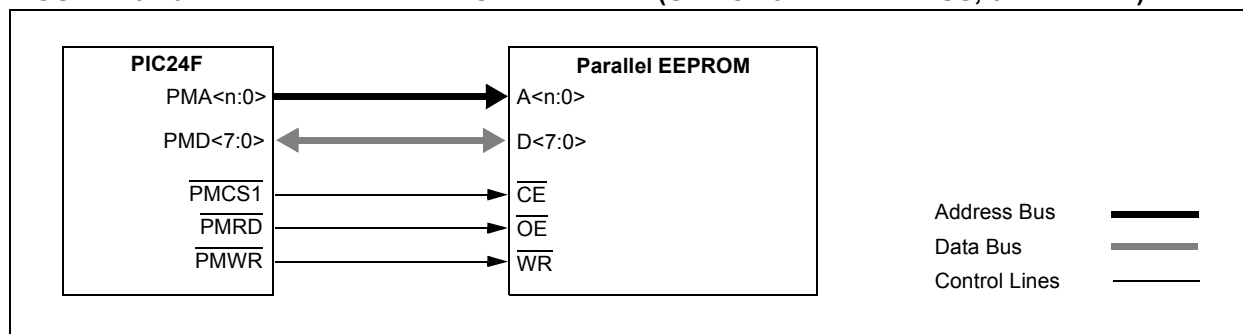 PIC24F
Parallel EEPROM
PMA<n:0>
A<n:0>
PMD<7:0>
D<7:0>
PMCS1
CE
PMRD
OE
PMWR
WR
Address Bus
Data Bus
Control Lines